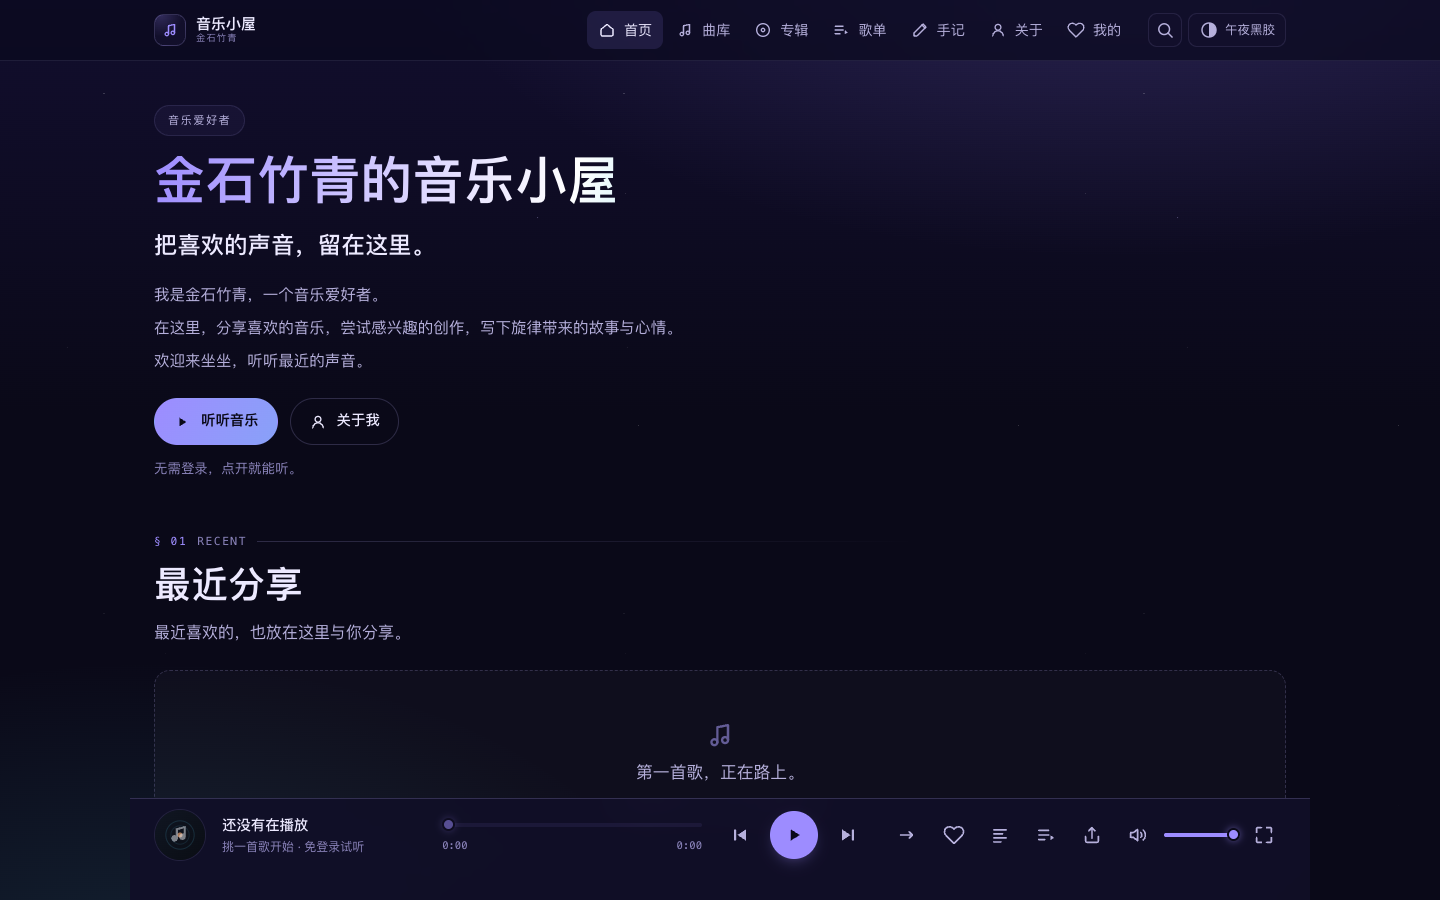 音乐小屋
金石竹青
首页
曲库
专辑
歌单
手记
关于
我的
午夜黑胶
音乐爱好者
金石竹青的音乐小屋
把喜欢的声音，留在这里。
我是金石竹青，一个音乐爱好者。
在这里，分享喜欢的音乐，尝试感兴趣的创作，写下旋律带来的故事与心情。
欢迎来坐坐，听听最近的声音。
听听音乐
关于我
无需登录，点开就能听。
§ 01 RECENT
最近分享
最近喜欢的，也放在这里与你分享。
第一首歌，正在路上。
还没有在播放
挑一首歌开始 · 免登录试听
0:00
0:00